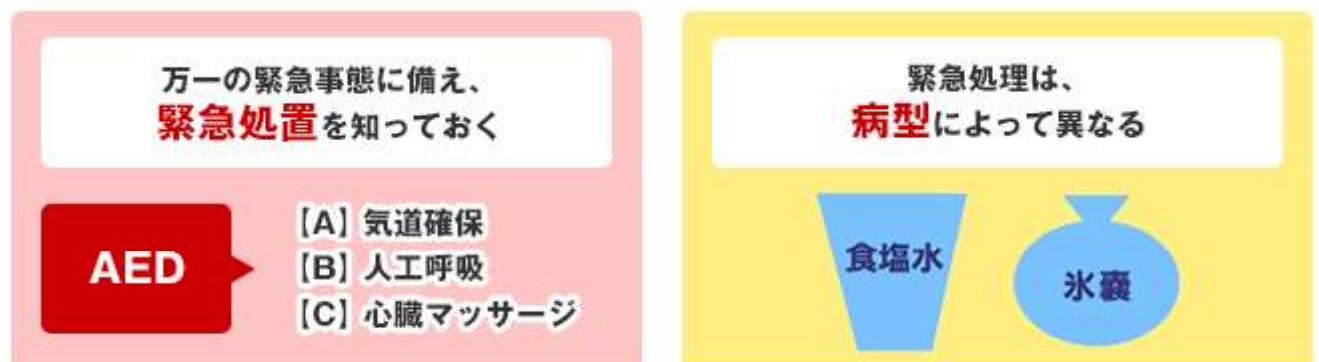 万一の緊急事態に備え、
緊急処置を知っておく
AED
【A】気道確保
【B】人工呼吸
【C】心臓マッサージ
緊急処理は、
病型によって異なる
食塩水
氷嚢